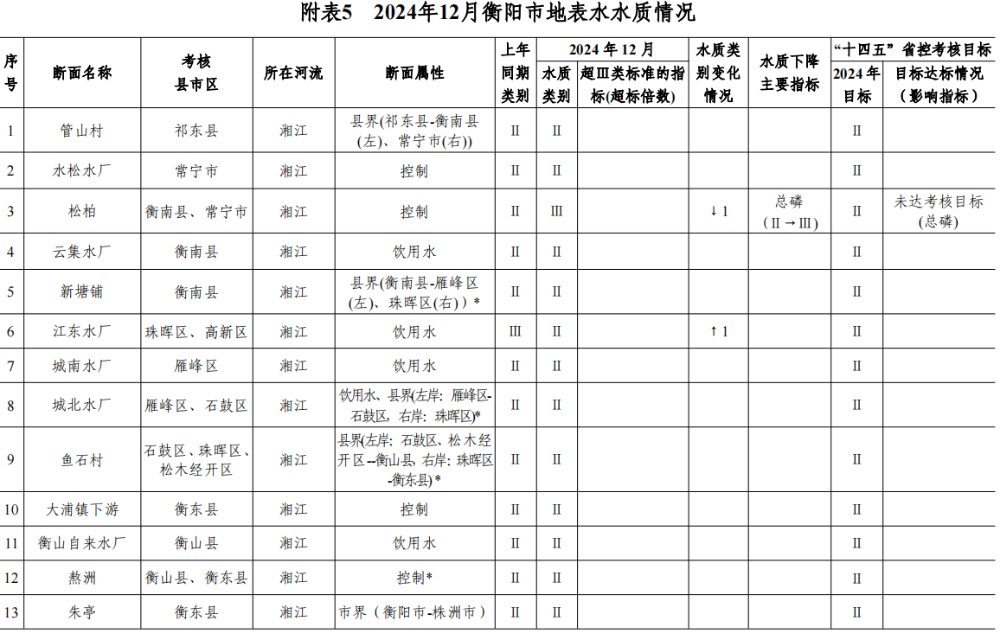 附表5 2024年12月衡阳市地表水水质情况
序号 断面名称 考核县市区 所在河流 断面属性 上年同期类别 2024 年 12 月 水质类别变化情况 水质下降主要指标 “十四五”省控考核目标
水质类别 超Ⅲ类标准的指标(超标倍数) 2024 年目标 目标达标情况（影响指标）
1 管山村 祁东县 湘江 县界(祁东县-衡南县(左)、常宁市(右)) Ⅱ Ⅱ Ⅱ
2 水松水厂 常宁市 湘江 控制 Ⅱ Ⅱ Ⅱ
3 松柏 衡南县、常宁市 湘江 控制 Ⅱ Ⅲ ↓1 总磷(Ⅱ→Ⅲ) Ⅱ 未达考核目标(总磷)
4 云集水厂 衡南县 湘江 饮用水 Ⅱ Ⅱ Ⅱ
5 新塘铺 衡南县 湘江 县界(衡南县-雁峰区(左)、珠晖区(右)）* Ⅱ Ⅱ Ⅱ
6 江东水厂 珠晖区、高新区 湘江 饮用水 Ⅲ Ⅱ ↑1 Ⅱ
7 城南水厂 雁峰区 湘江 饮用水 Ⅱ Ⅱ Ⅱ
8 城北水厂 雁峰区、石鼓区 湘江 饮用水、县界(左岸：雁峰区-石鼓区，右岸：珠晖区)* Ⅱ Ⅱ Ⅱ
9 鱼石村 石鼓区、珠晖区、松木经开区 湘江 县界(左岸：石鼓区、松木经开区--衡山县,右岸：珠晖区-衡东县)* Ⅱ Ⅱ Ⅱ
10 大浦镇下游 衡东县 湘江 控制 Ⅱ Ⅱ Ⅱ
11 衡山自来水厂 衡山县 湘江 饮用水 Ⅱ Ⅱ Ⅱ
12 熬洲 衡山县、衡东县 湘江 控制* Ⅱ Ⅱ Ⅱ
13 朱亭 衡东县 湘江 市界（衡阳市-株洲市） Ⅱ Ⅱ Ⅱ